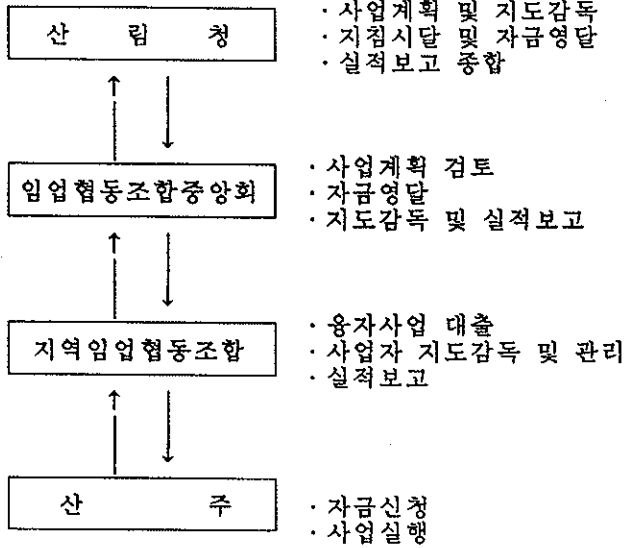 산 림 청
· 사업계획 및 지도감독
· 지침시달 및 자금영달
· 실적보고 종합
임업협동조합중앙회
· 사업계획 검토
· 자금영달
· 지도감독 및 실적보고
지역임업협동조합
· 융자사업 대출
· 사업자 지도감독 및 관리
· 실적보고
산 주
· 자금신청
· 사업실행